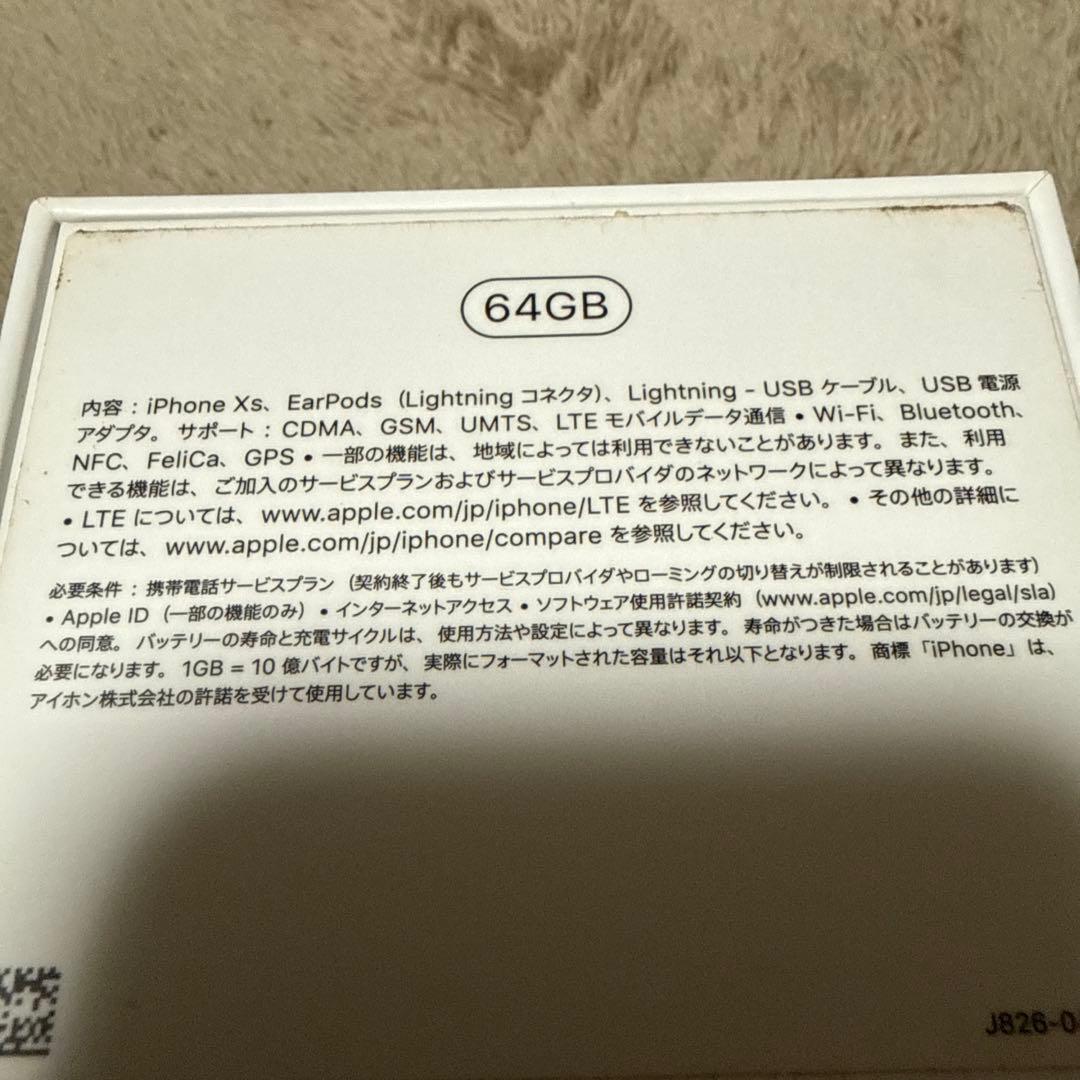 64GB
内容：iPhone Xs、EarPods（Lightning コネクタ）、Lightning - USB ケーブル、USB 電源
アダプタ。サポート：CDMA、GSM、UMTS、LTE モバイルデータ通信 • Wi-Fi、Bluetooth、
NFC、FeliCa、GPS • 一部の機能は、地域によっては利用できないことがあります。また、利用
できる機能は、ご加入のサービスプランおよびサービスプロバイダのネットワークによって異なります。
• LTE については、www.apple.com/jp/iphone/LTE を参照してください。 • その他の詳細に
ついては、www.apple.com/jp/iphone/compare を参照してください。
必要条件：携帯電話サービスプラン（契約終了後もサービスプロバイダやローミングの切り替えが制限されることがあります）
• Apple ID（一部の機能のみ）• インターネットアクセス • ソフトウェア使用許諾契約（www.apple.com/jp/legal/sla）
への同意。バッテリーの寿命と充電サイクルは、使用方法や設定によって異なります。寿命がつきた場合はバッテリーの交換が
必要になります。1GB = 10 億バイトですが、実際にフォーマットされた容量はそれ以下となります。商標「iPhone」は、
アイホン株式会社の許諾を受けて使用しています。
J826-0